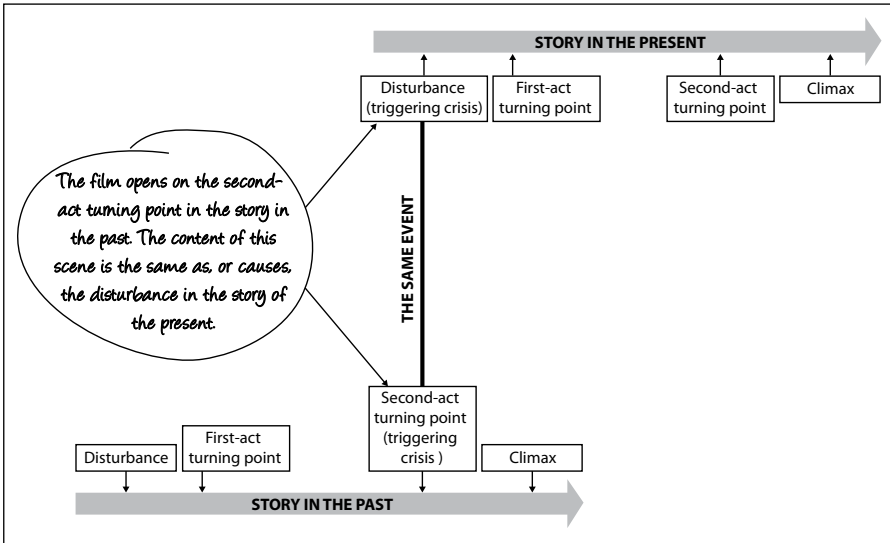 STORY IN THE PRESENT
Disturbance
(triggering crisis)
First-act
turning point
Second-act
turning point
Climax
The film opens on the second-
act turning point in the story in
the past. The content of this
scene is the same as, or causes,
the disturbance in the story of
the present.
THE SAME EVENT
Disturbance
First-act
turning point
Second-act
turning point
(triggering
crisis )
Climax
STORY IN THE PAST